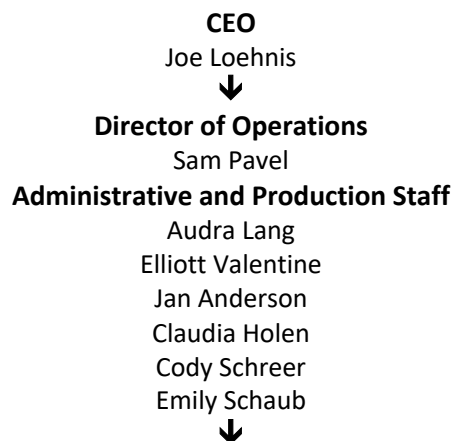 CEO
Joe Loehnis
🡻
Director of Operations
Sam Pavel
Administrative and Production Staff
Audra Lang
Elliott Valentine
Jan Anderson
Claudia Holen
Cody Schreer
Emily Schaub
🡻